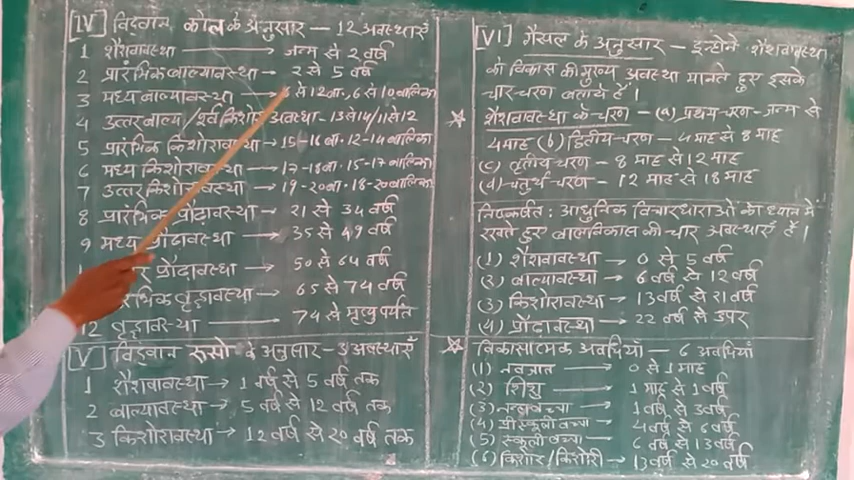 [IV] विद्वान कोल के अनुसार — 12 अवस्थाएँ
1 शैशवावस्था — जन्म से 2 वर्ष
2 प्रारंभिक बाल्यावस्था → 2 से 5 वर्ष
3 मध्य बाल्यावस्था → 6 से 12 बा., 6 से 10 बालिका
4 उत्तर बाल्य / पूर्व किशोर अवस्था - 13 से 14 / 11 से 12
5 प्रारंभिक किशोरावस्था → 15-16 बा. 12-14 बालिका
6 मध्य किशोरावस्था → 17-18 बा. 15-17 बालिका
7 उत्तर किशोरावस्था → 19-20 बा. 18-20 बालिका
8 प्रारंभिक प्रौढ़ावस्था → 21 से 34 वर्ष
9 मध्य प्रौढ़ावस्था → 35 से 49 वर्ष
प्रौढ़ावस्था → 50 से 64 वर्ष
वृद्धावस्था → 65 से 74 वर्ष
12 वृद्धावस्था — 74 से मृत्युपर्यंत
[V] विद्वान रूसो के अनुसार - 3 अवस्थाएँ
1 शैशवावस्था → 1 वर्ष से 5 वर्ष तक
2 बाल्यावस्था → 5 वर्ष से 12 वर्ष तक
3 किशोरावस्था → 12 वर्ष से 20 वर्ष तक
[VI] गैसल के अनुसार — इन्होने शैशवावस्था
को विकास की मुख्य अवस्था मानते हुए इसके
चार चरण बताये हैं।
शैशवावस्था के चरण — (a) प्रथम चरण - जन्म से
4 माह (b) द्वितीय चरण — 4 माह से 8 माह
(c) तृतीय चरण — 8 माह से 12 माह
(d) चतुर्थ चरण — 12 माह से 18 माह
निष्कर्षत: आधुनिक विचारधाराओं को ध्यान में
रखते हुए बाल विकास की चार अवस्थाएँ हैं।
(1) शैशवावस्था → 0 से 5 वर्ष
(2) बाल्यावस्था → 6 वर्ष से 12 वर्ष
(3) किशोरावस्था → 13 वर्ष से 21 वर्ष
(4) प्रौढ़ावस्था → 22 वर्ष से उपर
विकासात्मक अवधियाँ — 6 अवधियाँ
(1) नवजात → 0 से 1 माह
(2) शिशु → 1 माह से 1 वर्ष
(3) नन्हा बच्चा → 1 वर्ष से 3 वर्ष
(4) प्री स्कूली बच्चा → 4 वर्ष से 6 वर्ष
(5) स्कूली बच्चा — 6 वर्ष से 13 वर्ष
(6) किशोर / किशोरी → 13 वर्ष से 20 वर्ष